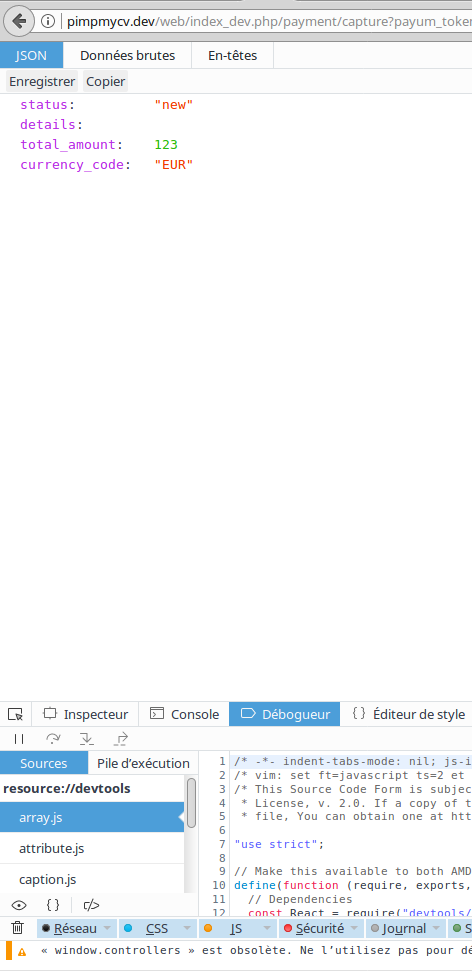 pimpmycv.dev/web/index_dev.php/payment/capture?payum_token
JSON Données brutes En-têtes
Enregistrer Copier
status: "new"
details:
total_amount: 123
currency_code: "EUR"
Inspecteur Console Débogueur {} Éditeur de style
Sources Pile d'exécution
resource://devtools
array.js
attribute.js
caption.js
1 /* -*- indent-tabs-mode: nil; js-i
2 /* vim: set ft=javascript ts=2 et
3 /* This Source Code Form is subjec
4 * License, v. 2.0. If a copy of t
5 * file, You can obtain one at htt
6
7 "use strict";
8
9 // Make this available to both AMD
10 define(function (require, exports,
11 // Dependencies
12 const React = require("devtools/
Réseau CSS JS Sécurité Journal S
« window.controllers » est obsolète. Ne l’utilisez pas pour dé